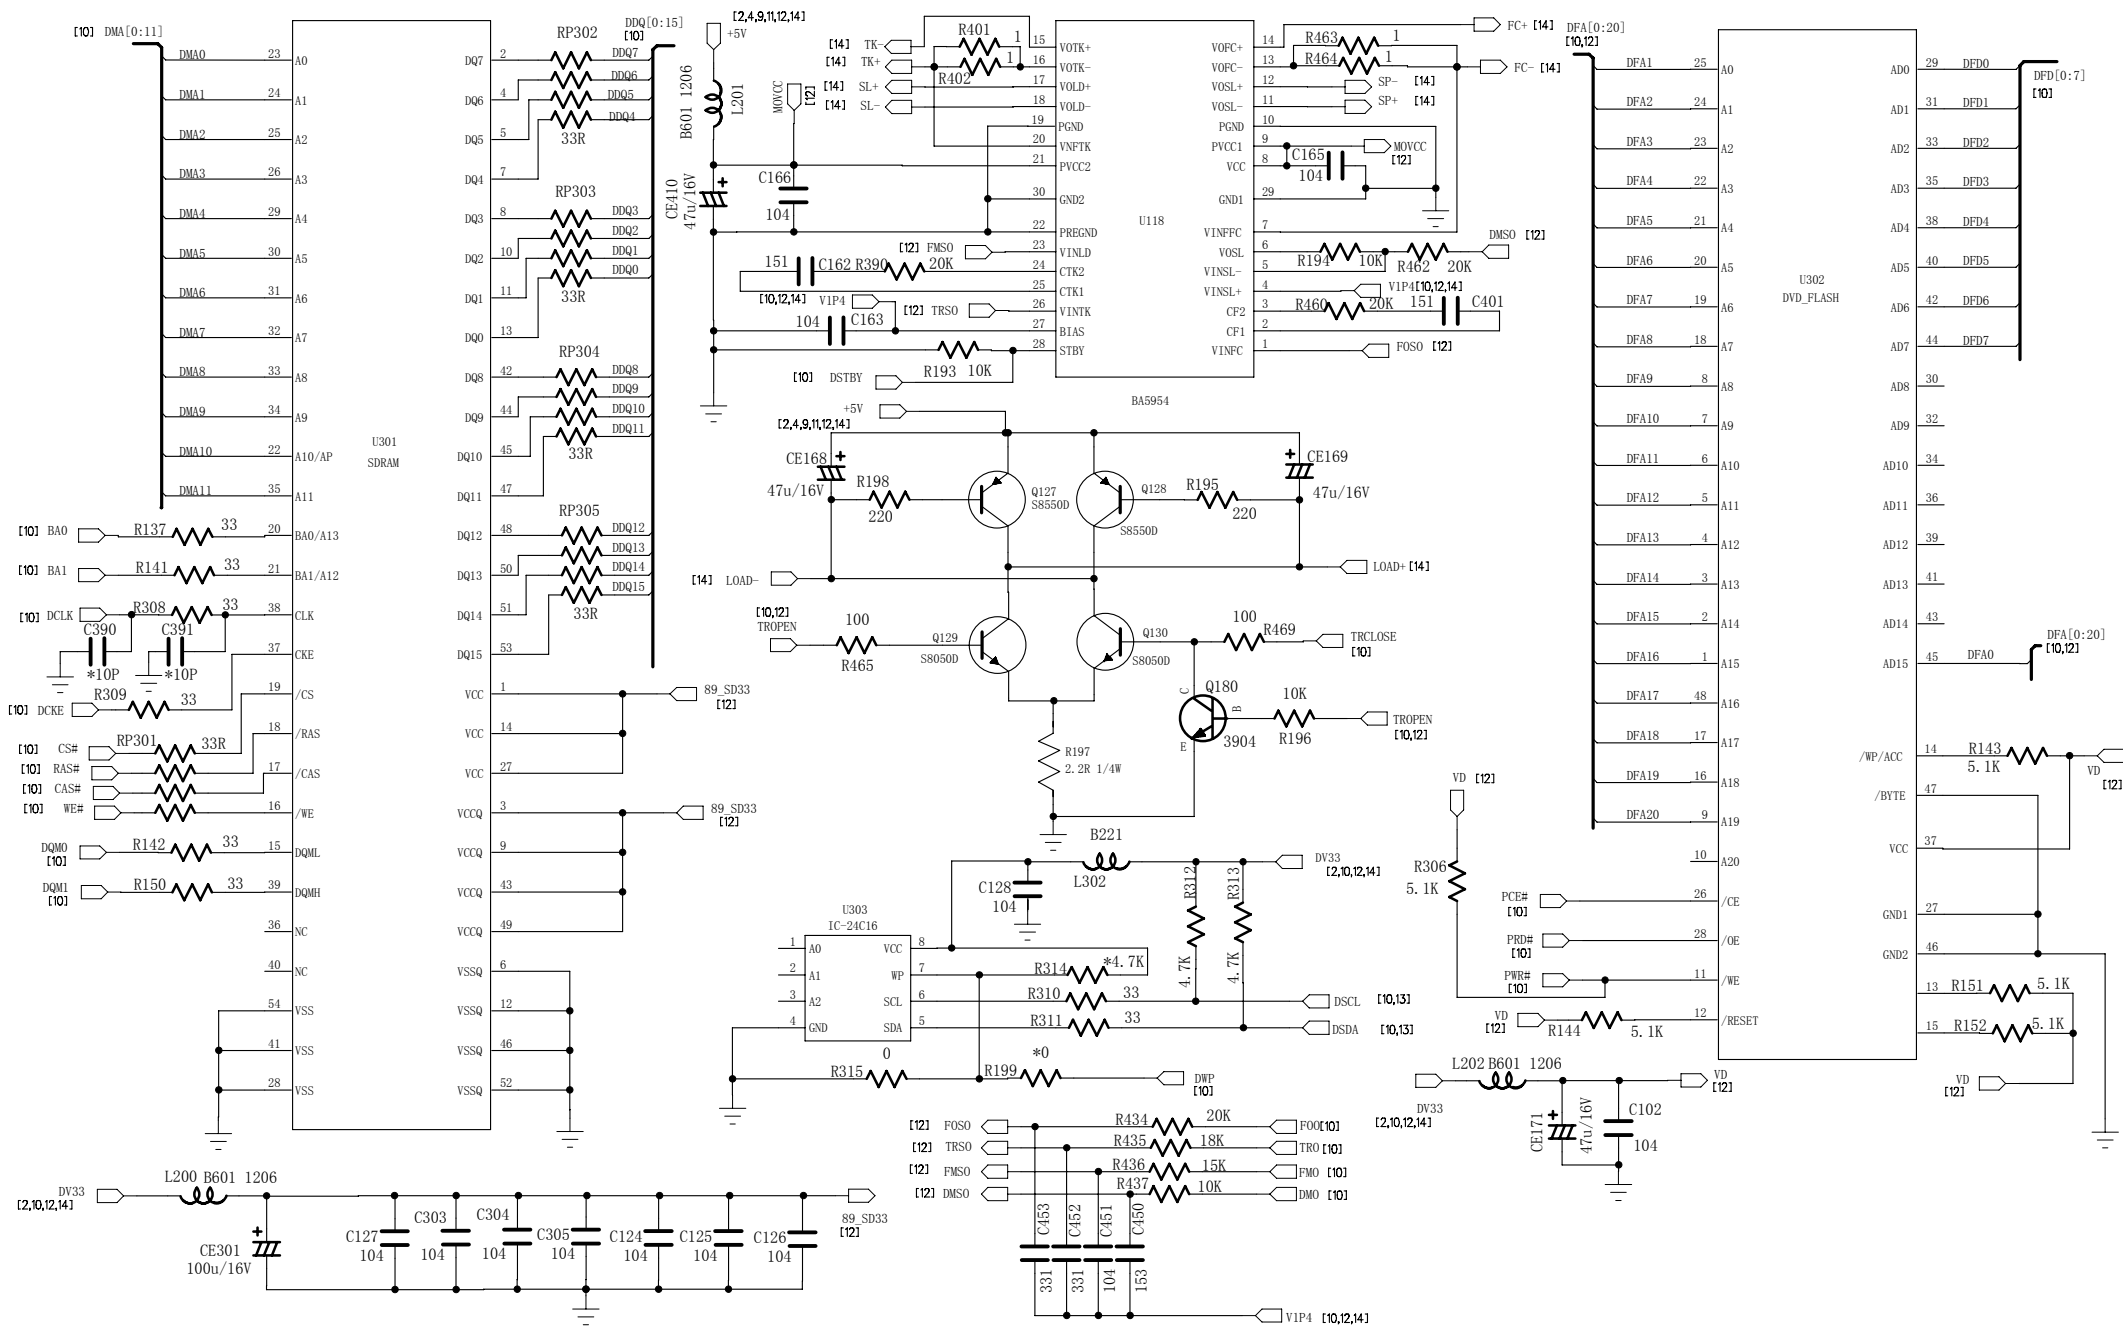 [10] DMA[0:11]
DMA0 23 A0
DMA1 24 A1
DMA2 25 A2
DMA3 26 A3
DMA4 29 A4
DMA5 30 A5
DMA6 31 A6
DMA7 32 A7
DMA8 33 A8
DMA9 34 A9
DMA10 22 A10/AP
DMA11 35 A11
[10] BA0 R137 33 20 BA0/A13
[10] BA1 R141 33 21 BA1/A12
[10] DCLK R308 33 38 CLK
C390 C391
*10P *10P
37 CKE
R309 33
[10] DCKE
19 /CS
18 /RAS
17 /CAS
16 /WE
[10] CS# RP301 33R
[10] RAS#
[10] CAS#
[10] WE#
DQM0 [10] R142 33 15 DQML
DQM1 [10] R150 33 39 DQMH
36 NC
40 NC
54 VSS
41 VSS
28 VSS
U301
SDRAM
DDQ[0:15]
[10]
RP302
DQ7 2 DDQ7
DQ6 4 DDQ6
DQ5 5 DDQ5
DQ4 7 DDQ4
33R
RP303
DQ3 8 DDQ3
DQ2 10 DDQ2
DQ1 11 DDQ1
DQ0 13 DDQ0
33R
RP304
DQ8 42 DDQ8
DQ9 44 DDQ9
DQ10 45 DDQ10
DQ11 47 DDQ11
33R
RP305
DQ12 48 DDQ12
DQ13 50 DDQ13
DQ14 51 DDQ14
DQ15 53 DDQ15
33R
VCC 1 89_SD33 [12]
VCC 14
VCC 27
VCCQ 3 89_SD33 [12]
VCCQ 9
VCCQ 43
VCCQ 49
VSSQ 6
VSSQ 12
VSSQ 46
VSSQ 52
DV33
[2,10,12,14]
L200 B601 1206
CE301
100u/16V
C127 104
C303 104
C304 104
C305 104
C124 104
C125 104
C126 104
89_SD33
[12]
[2,4,9,11,12,14]
+5V
B601 1206
L201
MOVCC
[12]
CE410
47u/16V
C166
104
[14] TK-
[14] TK+
[14] SL+
[14] SL-
R401 1
R402 1
15 VOTK+
16 VOTK-
17 VOLD+
18 VOLD-
19 PGND
20 VNFTK
21 PVCC2
30 GND2
22 PREGND
23 VINLD
24 CTK2
25 CTK1
26 VINTK
27 BIAS
28 STBY
[12] FMSO
151 C162 R390 20K
[10,12,14] V1P4
[12] TRSO
104 C163
R193 10K
[10] DSTBY
U118
BA5954
VOFC+ 14
VOFC- 13
VOSL+ 12
VOSL- 11
PGND 10
PVCC1 9
VCC 8
GND1 29
VINFFC 7
VOSL 6
VINSL- 5
VINSL+ 4
CF2 3
CF1 2
VINFC 1
FC+ [14]
R463 1
R464 1
FC- [14]
SP- [14]
SP+ [14]
MOVCC
[12]
C165
104
DMSO [12]
R194 10K R462 20K
V1P4 [10,12,14]
R460 20K 151 C401
FOSO [12]
+5V
[2,4,9,11,12,14]
CE168
47u/16V
R198
220
Q127
S8550D
Q128
S8550D
R195
220
CE169
47u/16V
[14] LOAD-
LOAD+ [14]
[10,12]
TROPEN
100
R465
Q129
S8050D
Q130
S8050D
100
R469
TRCLOSE
[10]
Q180
C
B
E
3904
10K
R196
TROPEN
[10,12]
R197
2.2R 1/4W
B221
L302
DV33
[2,10,12,14]
C128
104
R312
4.7K
R313
4.7K
U303
IC-24C16
1 A0
2 A1
3 A2
4 GND
VCC 8
WP 7
SCL 6
SDA 5
R314 *4.7K
R310 33
R311 33
DSCL [10,13]
DSDA [10,13]
R315 0
R199 *0
DWP
[10]
[12] FOSO R434 20K FOO[10]
[12] TRSO R435 18K TRO [10]
[12] FMSO R436 15K FMO [10]
[12] DMSO R437 10K DMO [10]
C453 331
C452 331
C451 104
C450 153
V1P4 [10,12,14]
DFA[0:20]
[10,12]
DFA1 25 A0
DFA2 24 A1
DFA3 23 A2
DFA4 22 A3
DFA5 21 A4
DFA6 20 A5
DFA7 19 A6
DFA8 18 A7
DFA9 8 A8
DFA10 7 A9
DFA11 6 A10
DFA12 5 A11
DFA13 4 A12
DFA14 3 A13
DFA15 2 A14
DFA16 1 A15
DFA17 48 A16
DFA18 17 A17
DFA19 16 A18
DFA20 9 A19
10 A20
VD [12]
R306
5.1K
PCE# [10] 26 /CE
PRD# [10] 28 /OE
PWR# [10] 11 /WE
VD [12] R144 5.1K 12 /RESET
U302
DVD_FLASH
DFD[0:7]
[10]
AD0 29 DFD0
AD1 31 DFD1
AD2 33 DFD2
AD3 35 DFD3
AD4 38 DFD4
AD5 40 DFD5
AD6 42 DFD6
AD7 44 DFD7
AD8 30
AD9 32
AD10 34
AD11 36
AD12 39
AD13 41
AD14 43
AD15 45 DFA0
DFA[0:20]
[10,12]
/WP/ACC 14 R143 5.1K
VD
[12]
/BYTE 47
VCC 37
GND1 27
GND2 46
13 R151 5.1K
15 R152 5.1K
VD
[12]
L202 B601 1206
DV33
[2,10,12,14]
VD
[12]
CE171
47u/16V
C102
104